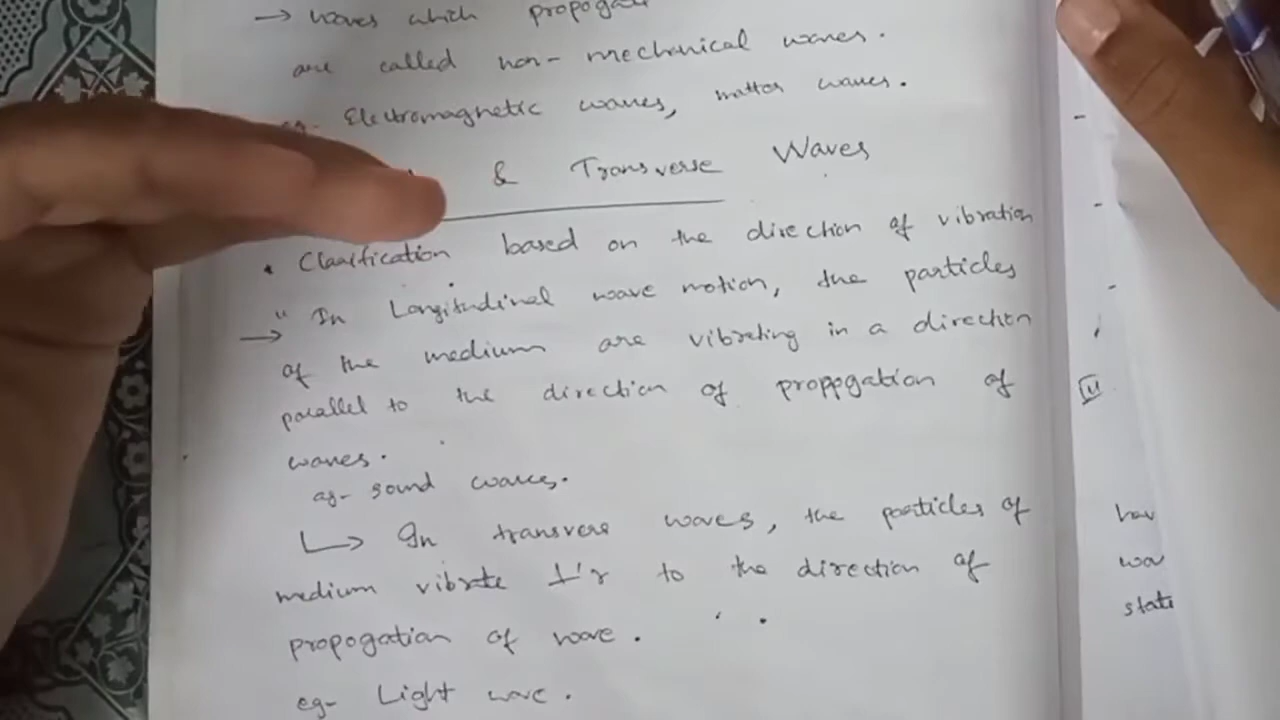 → waves which
are called non-mechanical waves.
eg- Electromagnetic waves, matter waves.
& Transverse Waves
• Clasification based on the direction of vibration
→ " In Longitudinal wave motion, the particles
of the medium are vibrating in a direction
parallel to the direction of propogation of
waves.
eg- sound waves.
↳ In transvere waves, the particles of
medium vibrate ⊥'r to the direction of
propogation of wave.
eg- Light wave.